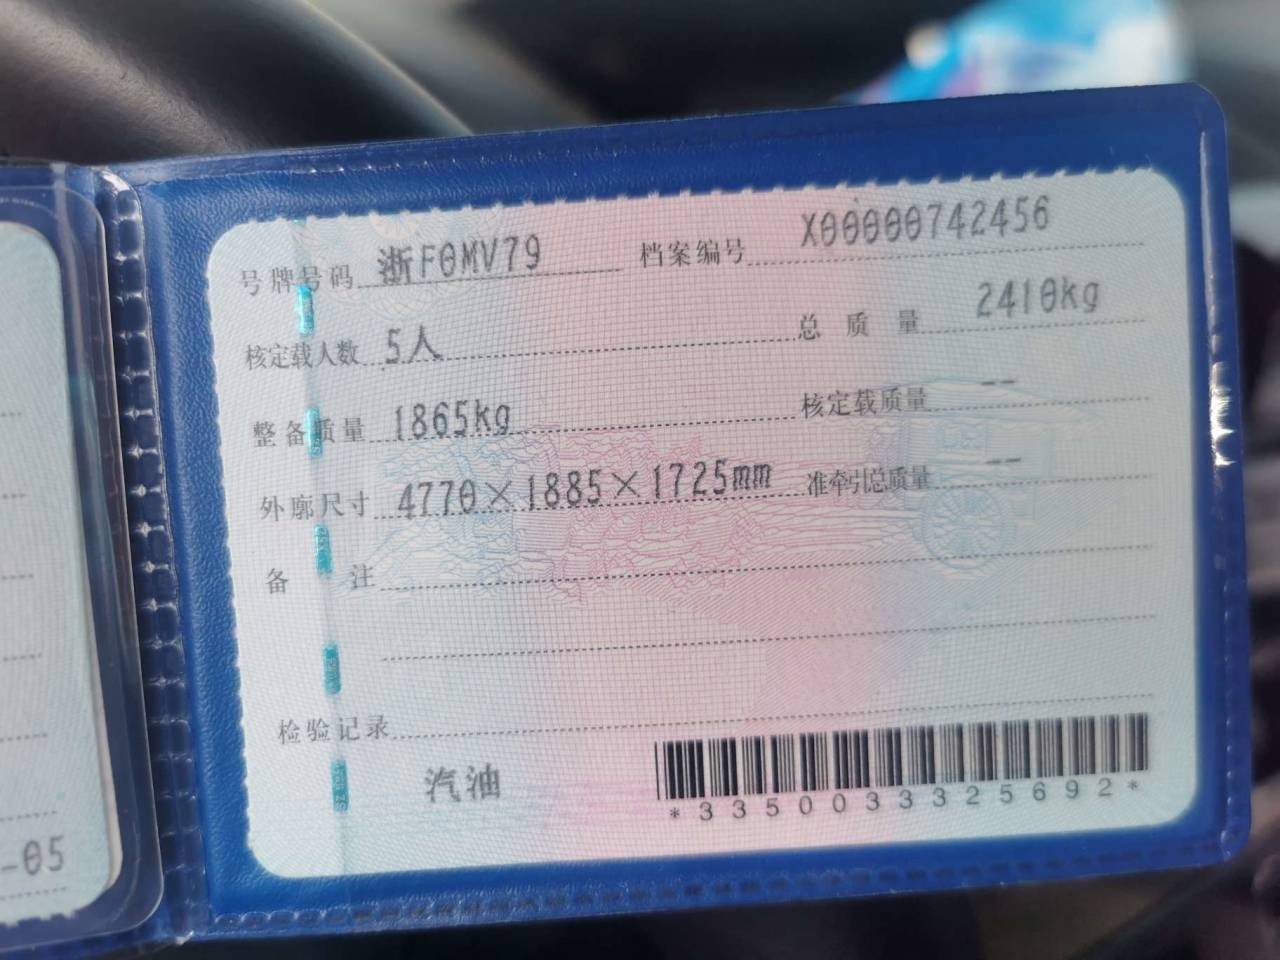 号牌号码 浙F0MV79 档案编号 X00000742456
核定载人数 5人 总质量 2410kg
整备质量 1865kg 核定载质量 --
外廓尺寸 4770×1885×1725mm 准牵引总质量 --
备注
检验记录
汽油
*3350033325692*
-05